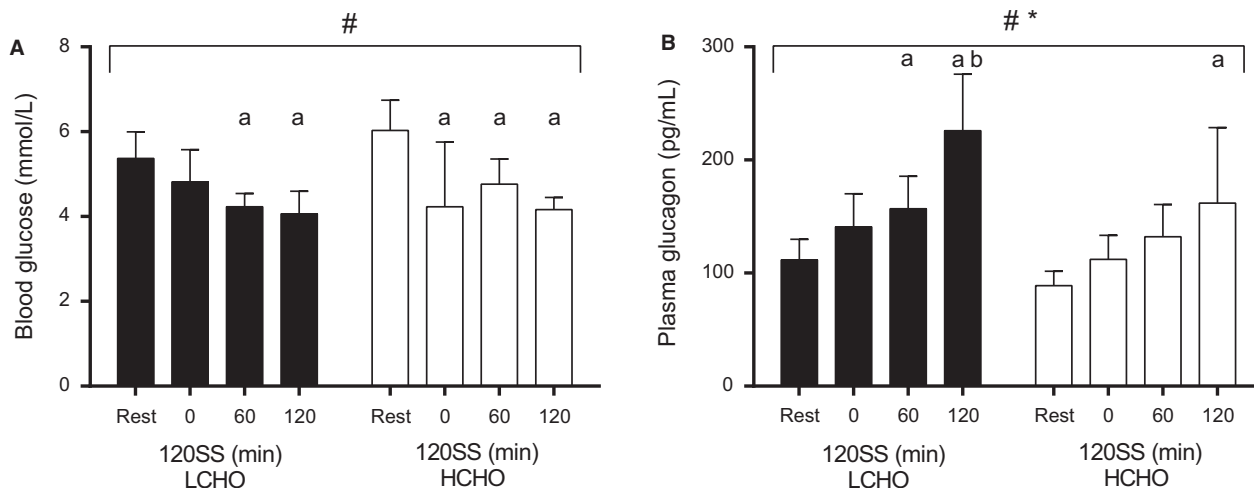 #
A
8
6
4
2
0
Blood glucose (mmol/L)
a a a a a
Rest 0 60 120 Rest 0 60 120
120SS (min) 120SS (min)
LCHO HCHO
# *
B
300
200
100
0
Plasma glucagon (pg/mL)
a a b a
Rest 0 60 120 Rest 0 60 120
120SS (min) 120SS (min)
LCHO HCHO